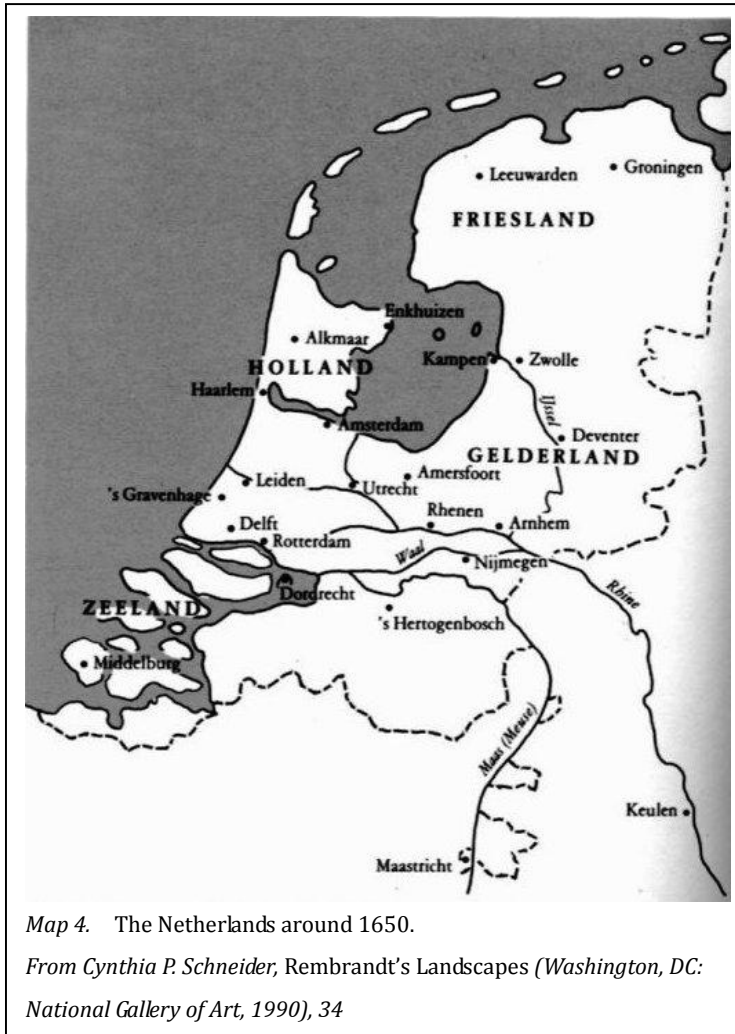 Leeuwarden
Groningen
FRIESLAND
Enkhuizen
Alkmaar
HOLLAND
Kampen
Zwolle
Haarlem
IJssel
Amsterdam
Deventer
GELDERLAND
Leiden
Utrecht
Amersfoort
's Gravenhage
Rhenen
Arnhem
Delft
Rotterdam
Waal
Nijmegen
Rhine
Dordrecht
ZEELAND
's Hertogenbosch
Middelburg
Maas (Meuse)
Keulen
Maastricht
Map 4. The Netherlands around 1650.
From Cynthia P. Schneider, Rembrandt's Landscapes (Washington, DC:
National Gallery of Art, 1990), 34